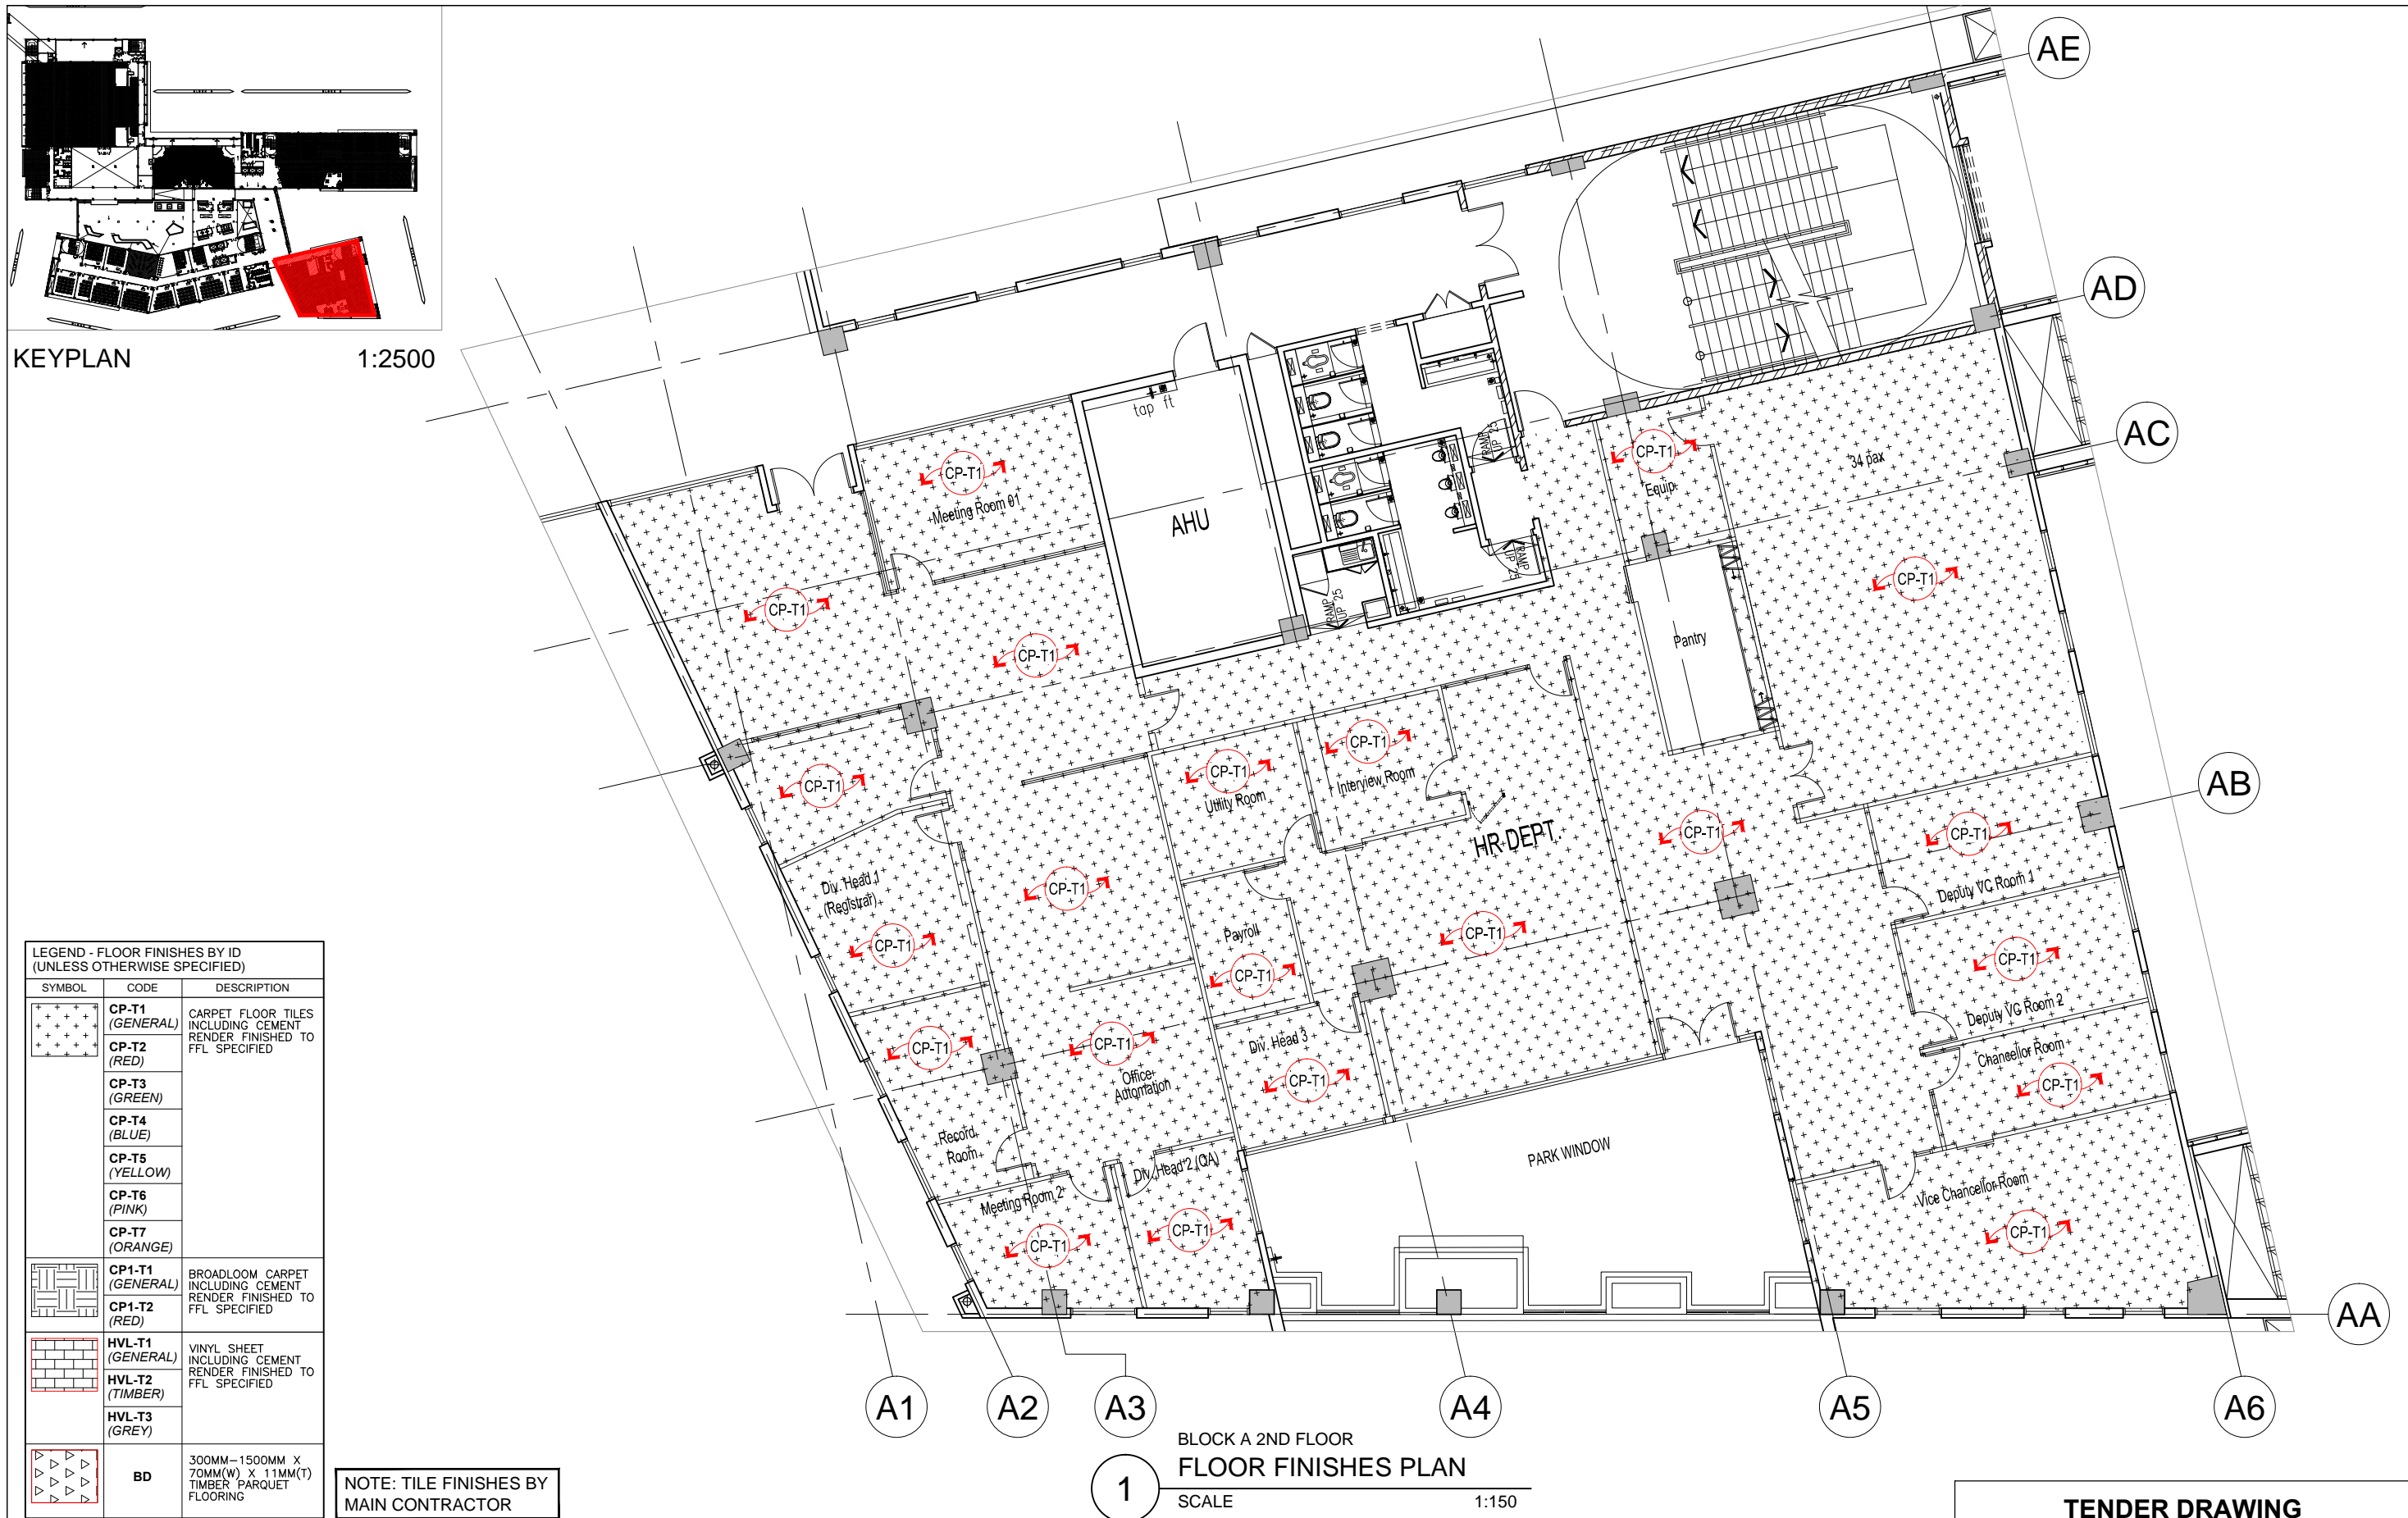 KEYPLAN 1:2500
AE
AD
AC
AB
AA
tap ft
AHU
RAMP
UP 25
RAMP
UP 25
RAMP
UP 25
CP-T1
Meeting Room 01
CP-T1
Equip.
34 pax
CP-T1
CP-T1
CP-T1
Pantry
CP-T1
CP-T1
Utility Room
CP-T1
Interview Room
HR DEPT.
CP-T1
CP-T1
Deputy VC Room 1
Div. Head 1
(Registrar)
CP-T1
CP-T1
Payroll
CP-T1
CP-T1
CP-T1
Deputy VC Room 2
CP-T1
CP-T1
Office
Automation
Div. Head 3
CP-T1
Chancellor Room
CP-T1
Record
Room
PARK WINDOW
Div. Head 2 (QA)
Meeting Room 2
CP-T1
CP-T1
Vice Chancellor Room
CP-T1
A1
A2
A3
A4
A5
A6
LEGEND - FLOOR FINISHES BY ID
(UNLESS OTHERWISE SPECIFIED)
SYMBOL CODE DESCRIPTION
CP-T1
(GENERAL)
CARPET FLOOR TILES
INCLUDING CEMENT
RENDER FINISHED TO
FFL SPECIFIED
CP-T2
(RED)
CP-T3
(GREEN)
CP-T4
(BLUE)
CP-T5
(YELLOW)
CP-T6
(PINK)
CP-T7
(ORANGE)
CP1-T1
(GENERAL)
BROADLOOM CARPET
INCLUDING CEMENT
RENDER FINISHED TO
FFL SPECIFIED
CP1-T2
(RED)
HVL-T1
(GENERAL)
VINYL SHEET
INCLUDING CEMENT
RENDER FINISHED TO
FFL SPECIFIED
HVL-T2
(TIMBER)
HVL-T3
(GREY)
BD
300MM-1500MM X
70MM(W) X 11MM(T)
TIMBER PARQUET
FLOORING
NOTE: TILE FINISHES BY
MAIN CONTRACTOR
1
BLOCK A 2ND FLOOR
FLOOR FINISHES PLAN
SCALE 1:150
TENDER DRAWING